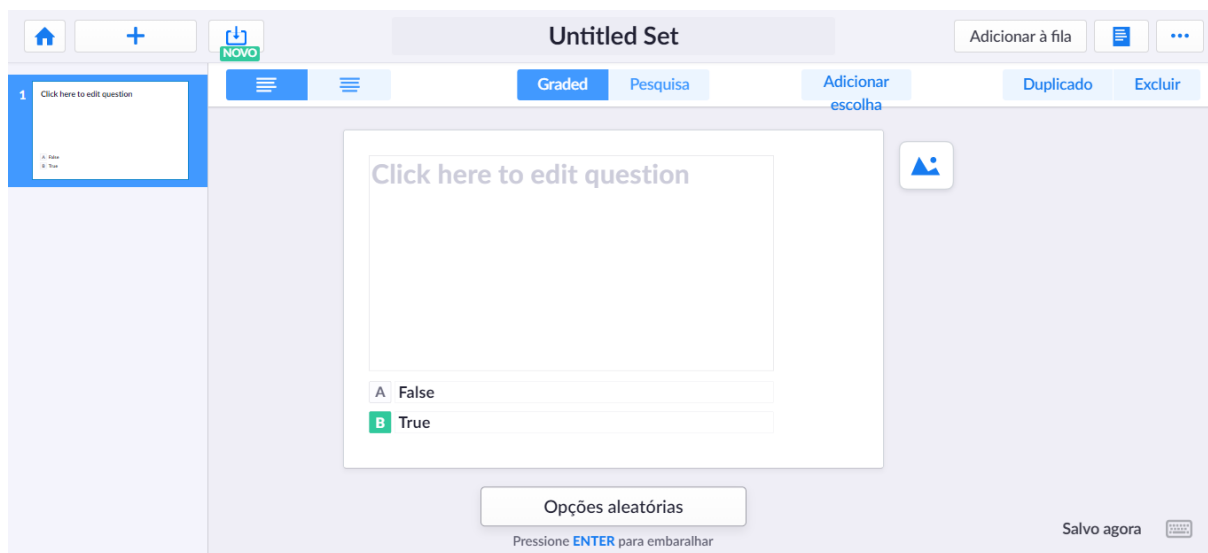 NOVO
Untitled Set
Adicionar à fila
1
Click here to edit question
A False
B True
Graded
Pesquisa
Adicionar
escolha
Duplicado
Excluir
Click here to edit question
A False
B True
Opções aleatórias
Pressione ENTER para embaralhar
Salvo agora